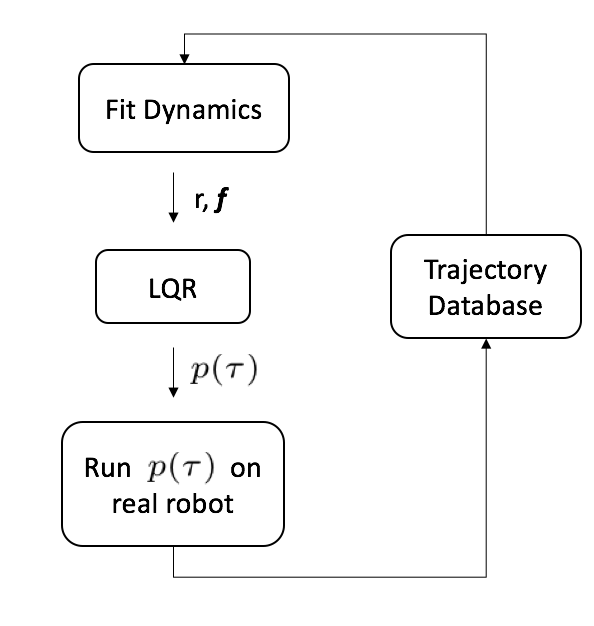 Fit Dynamics
r, f
LQR
p(τ)
Run p(τ) on
real robot
Trajectory
Database